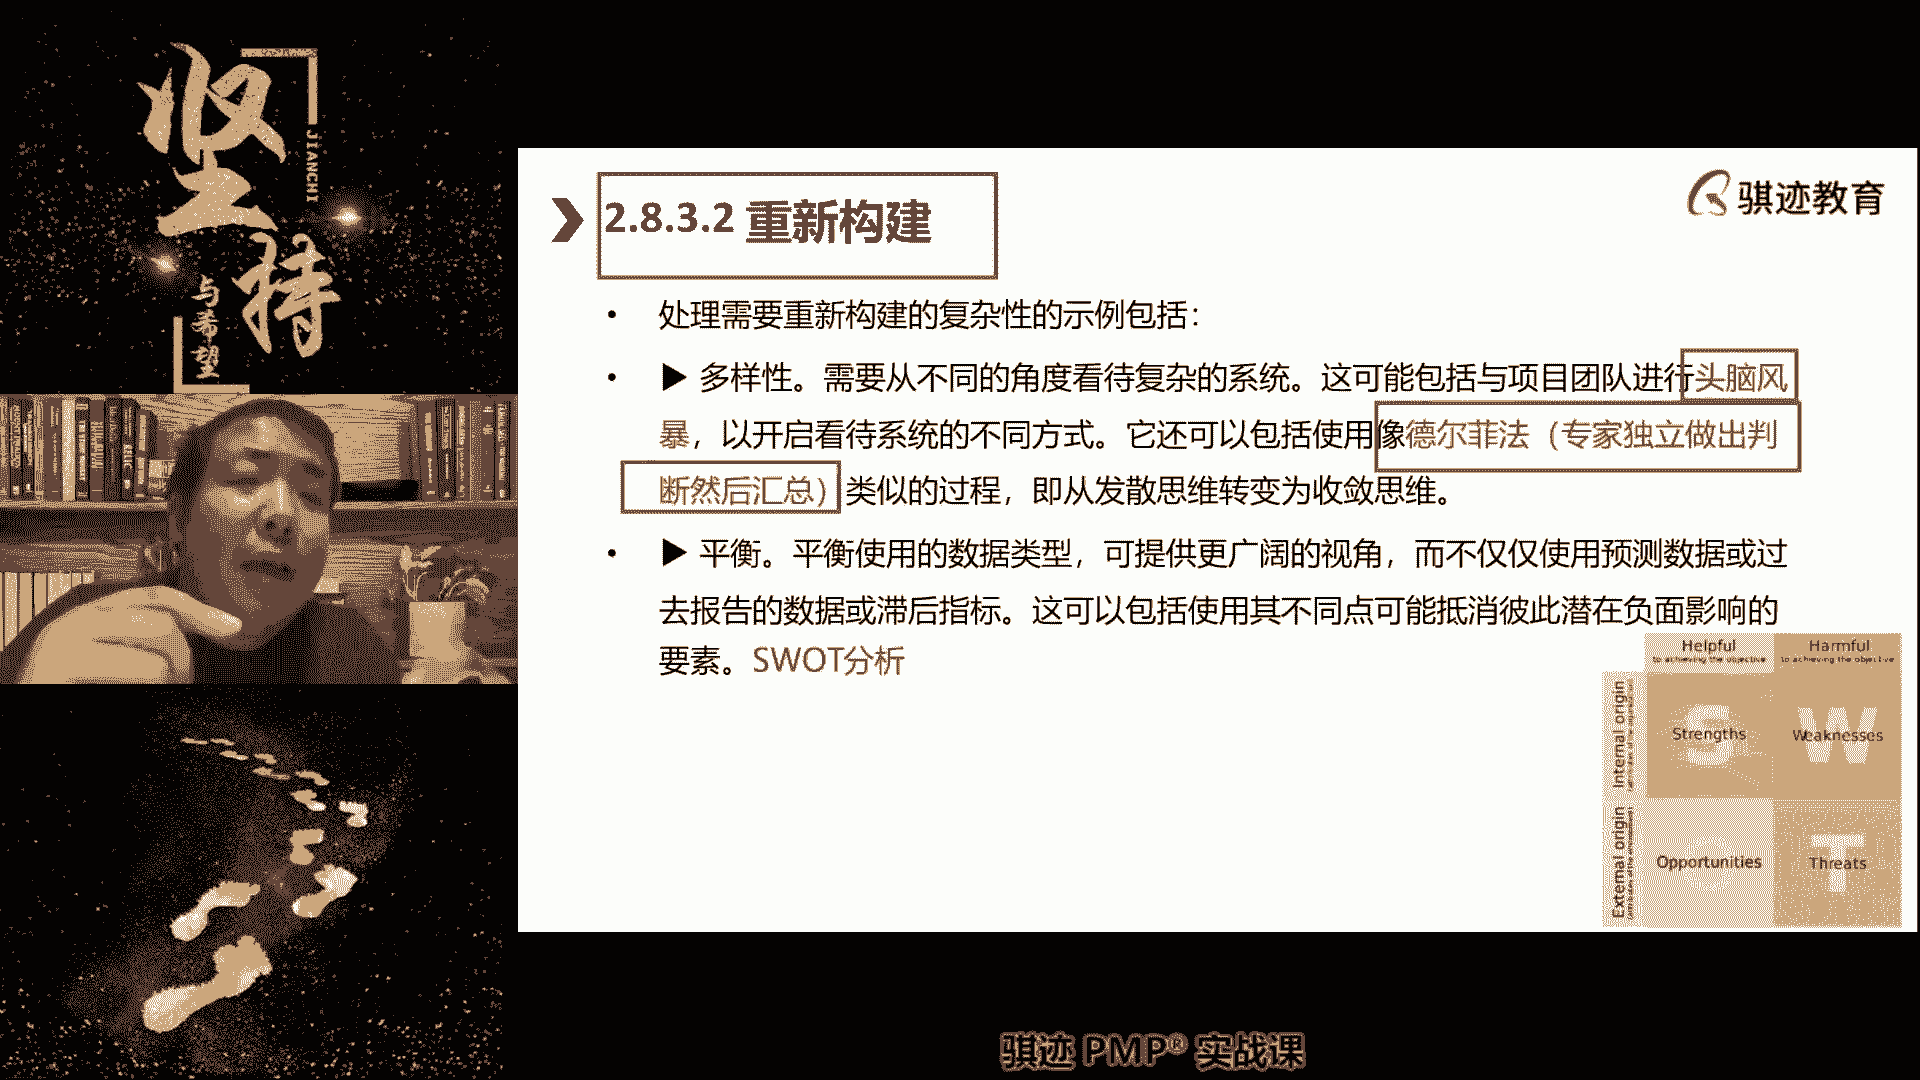 坚持
JIANCHI
与希望
2.8.3.2 重新构建
骐迹教育
• 处理需要重新构建的复杂性的示例包括：
• ▶ 多样性。需要从不同的角度看待复杂的系统。这可能包括与项目团队进行头脑风
暴，以开启看待系统的不同方式。它还可以包括使用像德尔菲法（专家独立做出判
断然后汇总）类似的过程，即从发散思维转变为收敛思维。
• ▶ 平衡。平衡使用的数据类型，可提供更广阔的视角，而不仅仅使用预测数据或过
去报告的数据或滞后指标。这可以包括使用其不同点可能抵消彼此潜在负面影响的
要素。SWOT分析
Helpful
to achieving the objective
Harmful
to achieving the objective
Internal origin
S
Strengths
W
Weaknesses
External origin
Opportunities
T
Threats
骐迹 PMP® 实战课